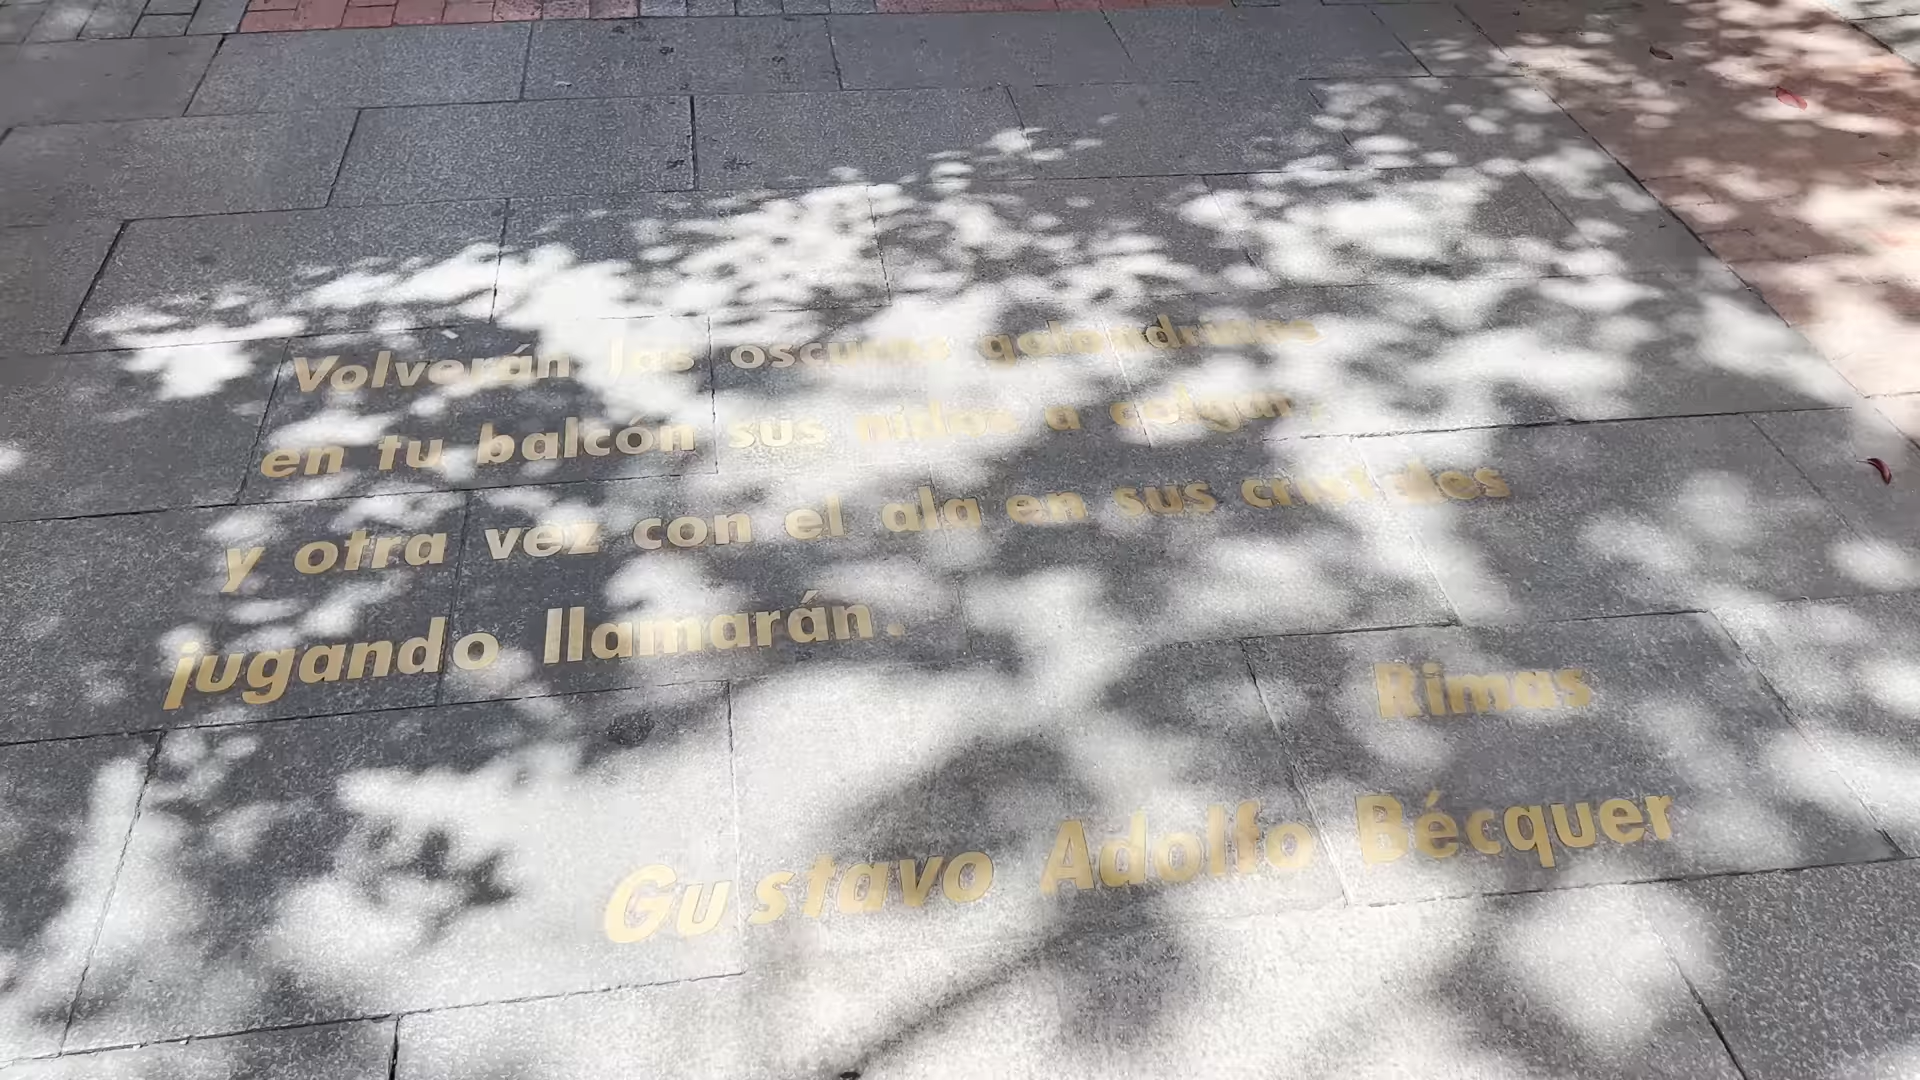 Volverán las oscuras golondrinas
en tu balcón sus nidos a colgar,
y otra vez con el ala en sus cristales
jugando llamarán.
Rimas
Gustavo Adolfo Bécquer